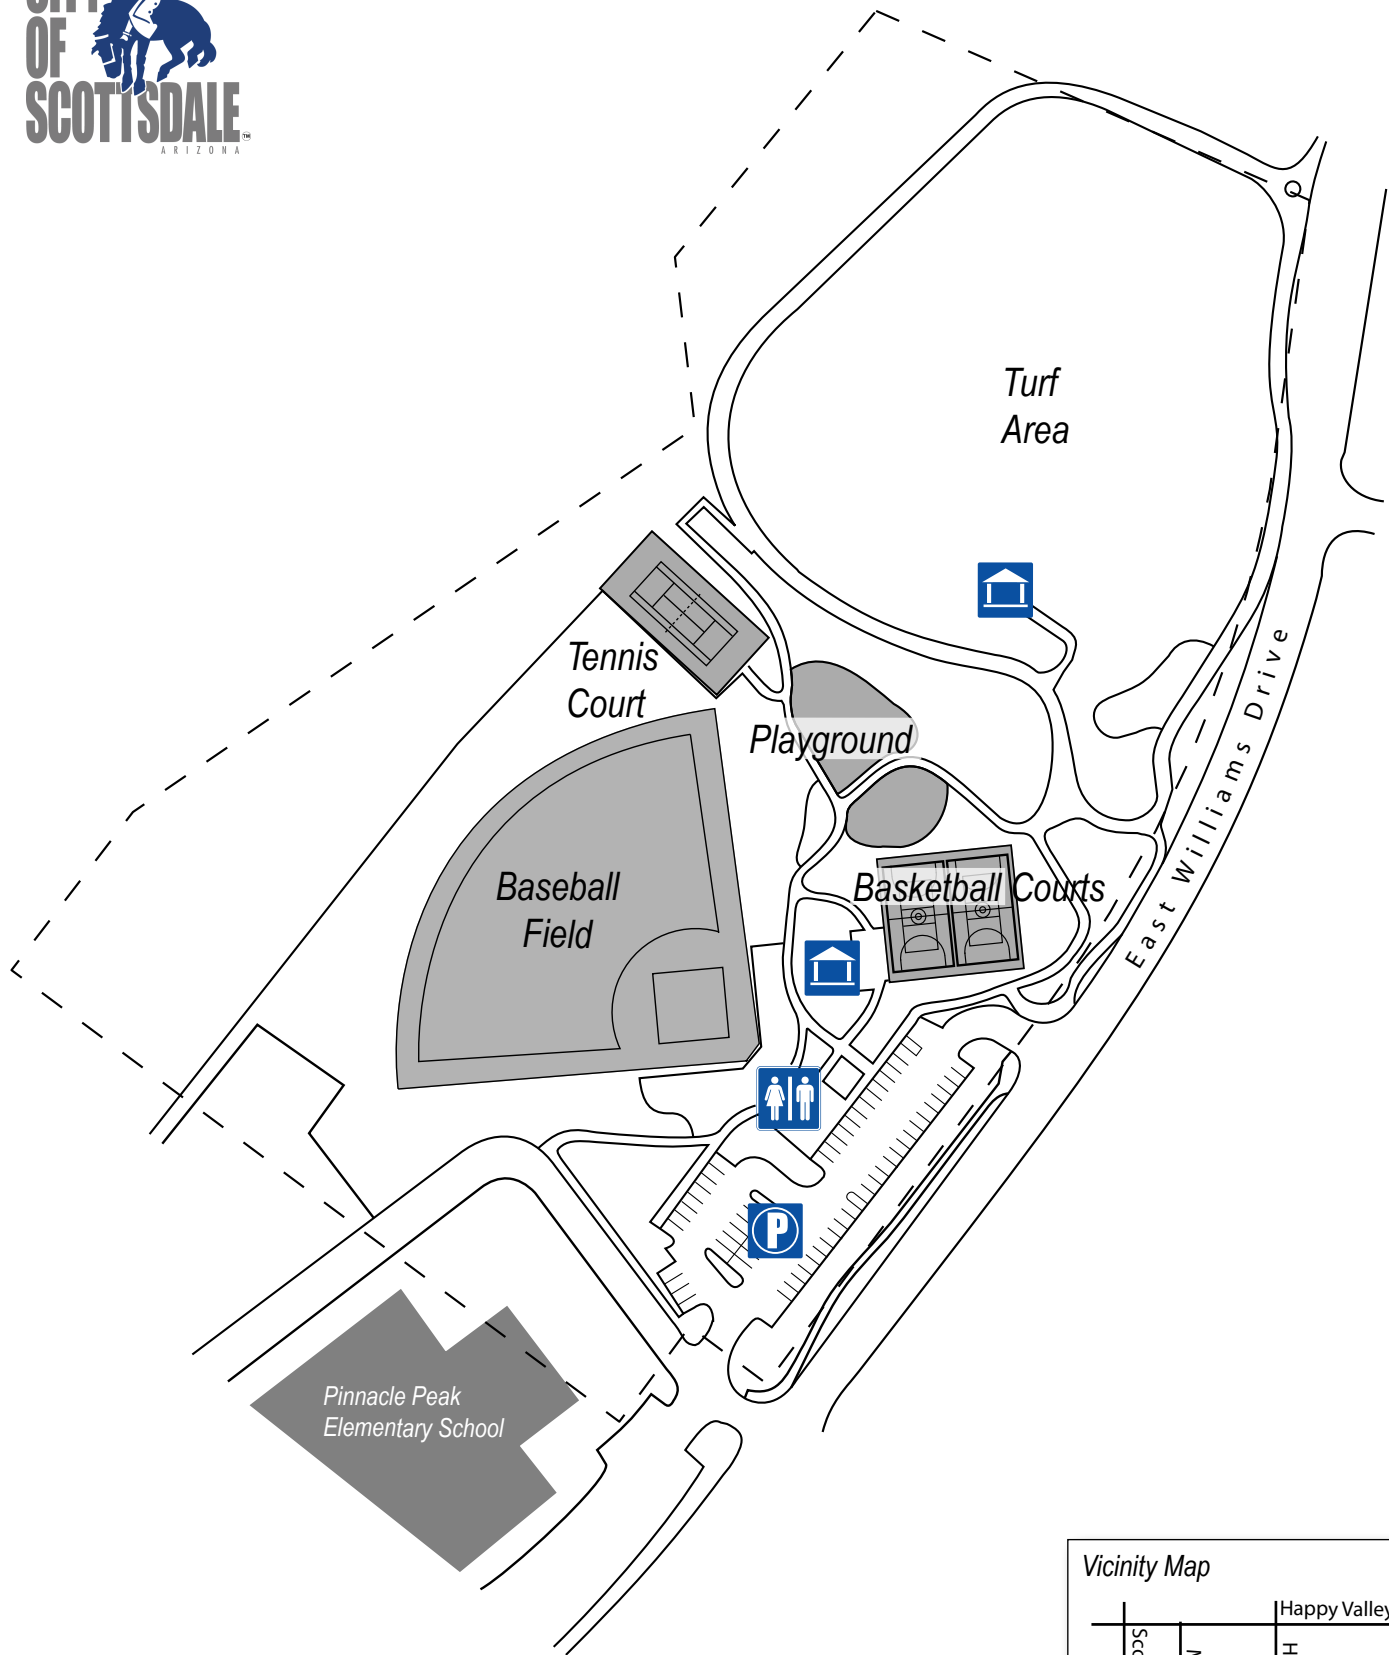 OF
SCOTTSDALE
TM
ARIZONA
Turf
Area
Tennis
Court
Playground
Baseball
Field
Basketball Courts
East Williams Drive
P
Pinnacle Peak
Elementary School
Vicinity Map
Happy Valley